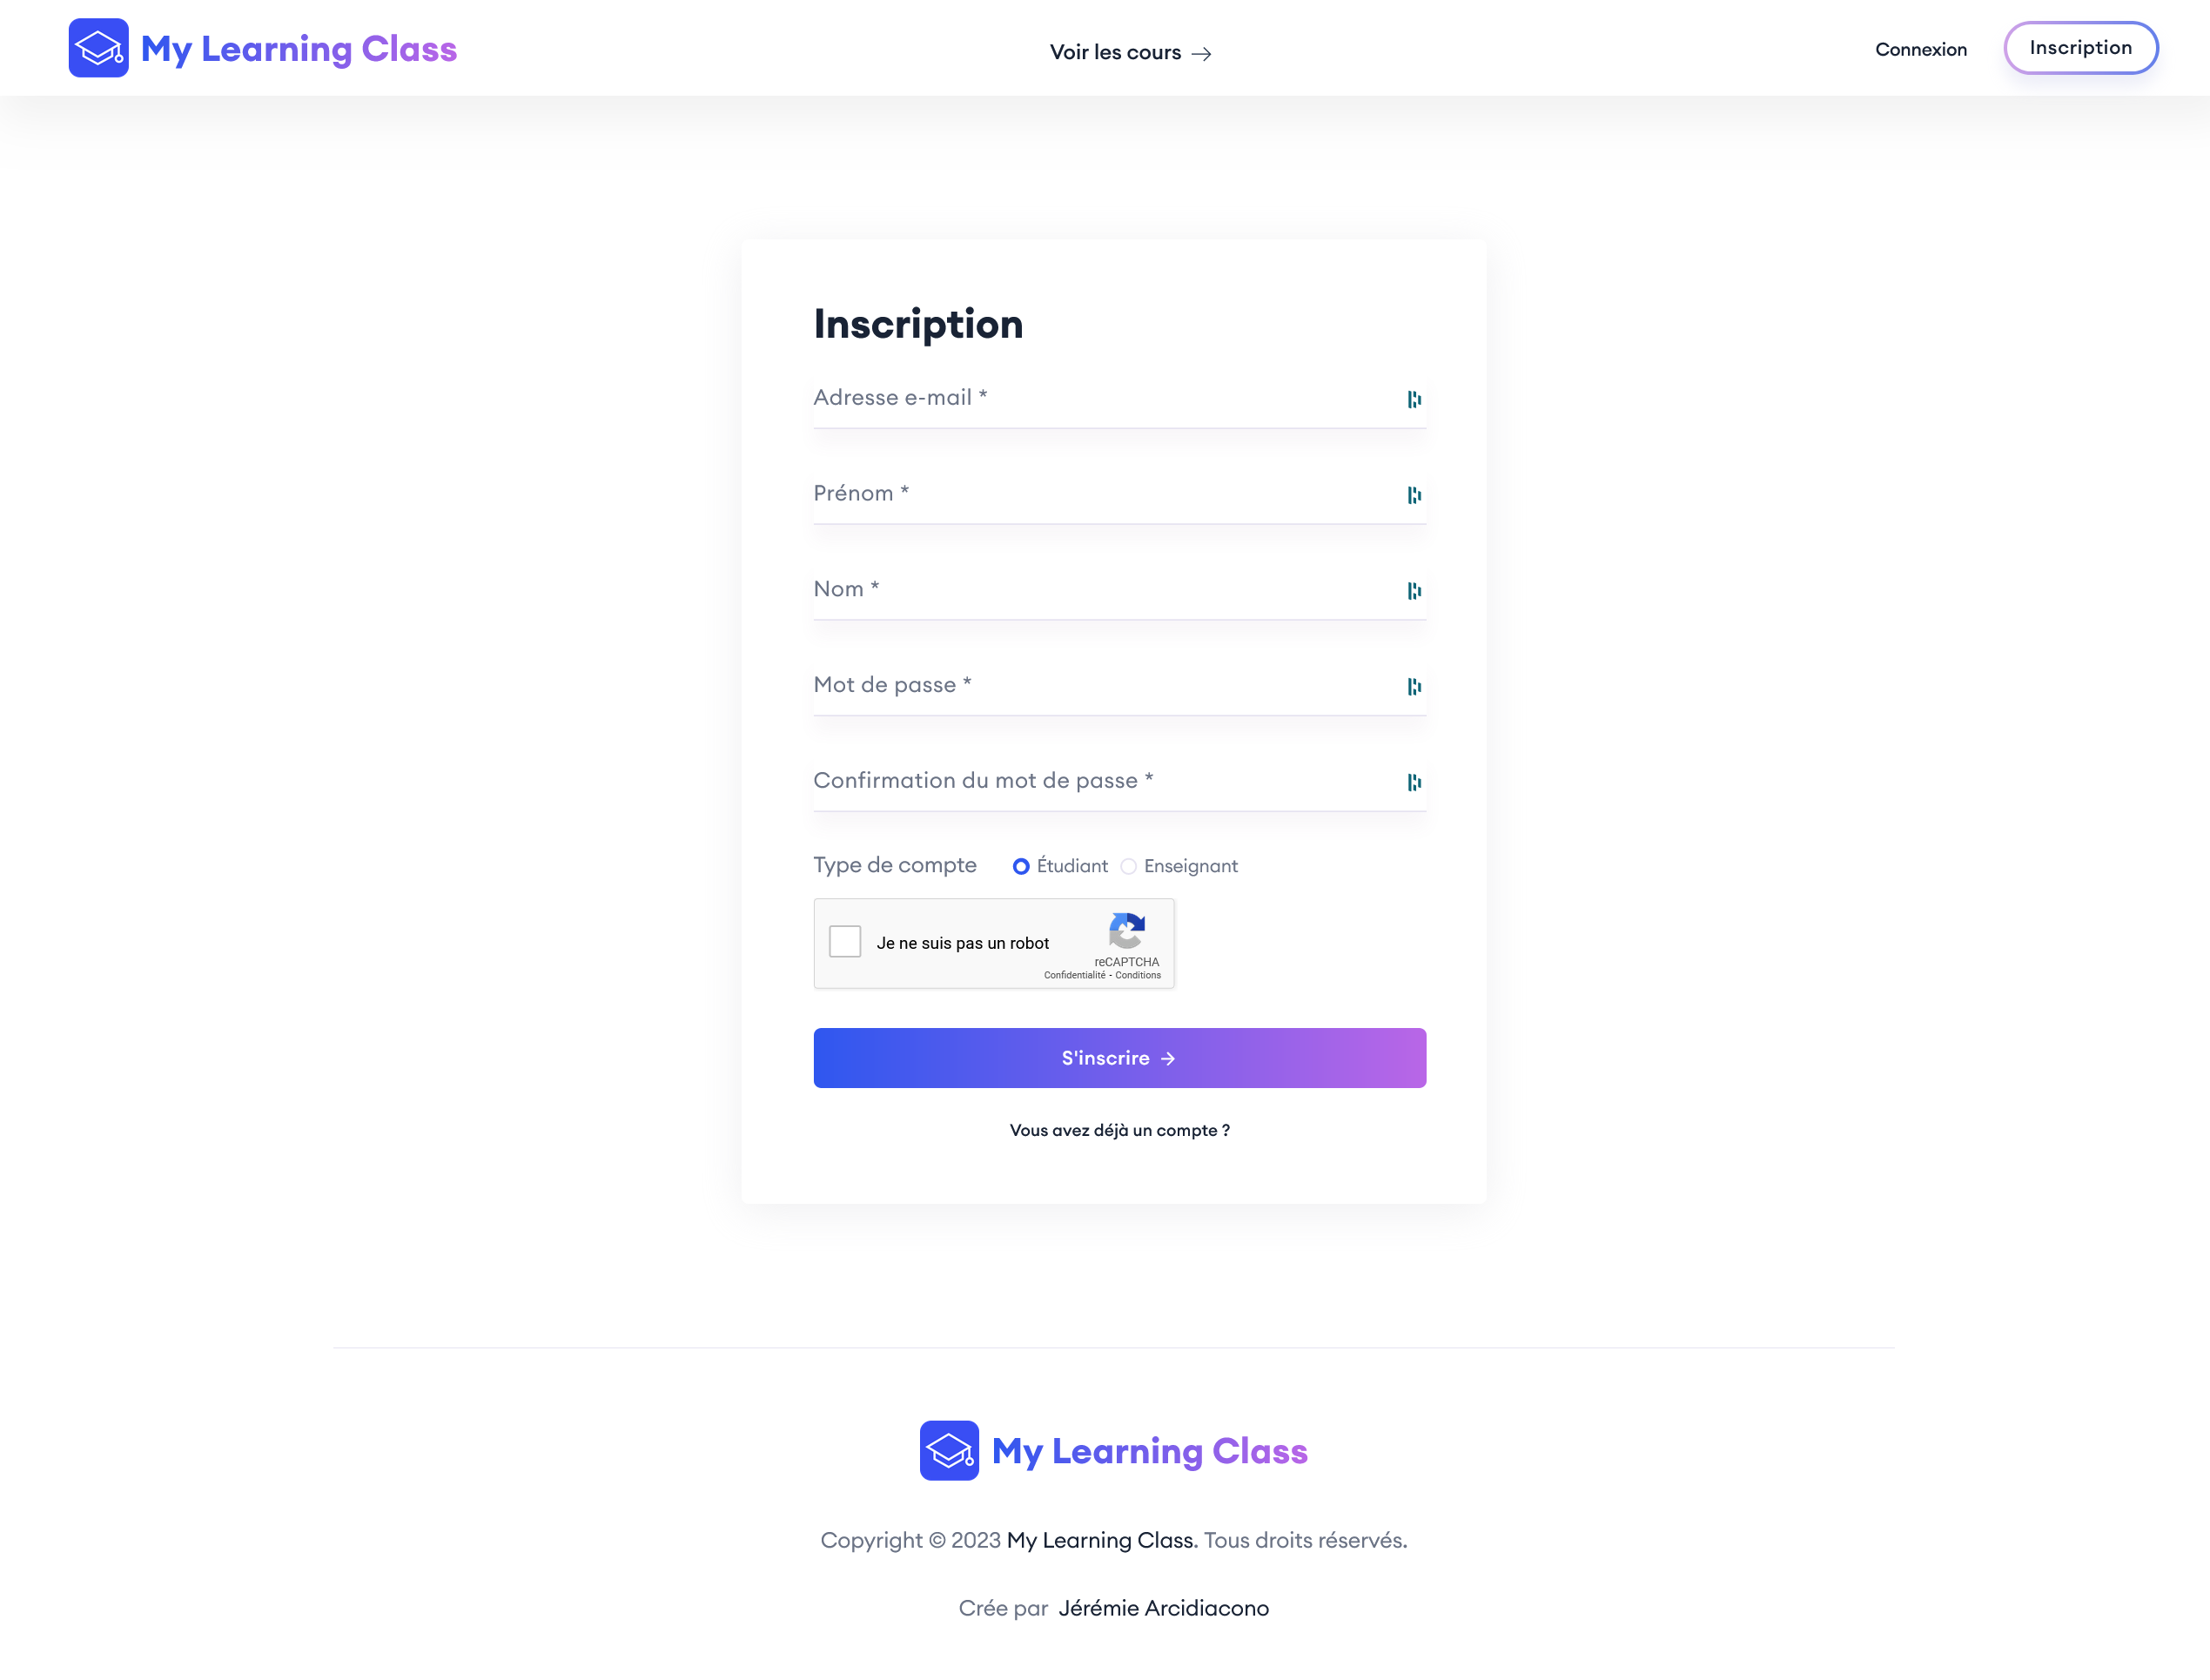 My Learning Class
Voir les cours →
Connexion
Inscription
Inscription
Adresse e-mail *
Prénom *
Nom *
Mot de passe *
Confirmation du mot de passe *
Type de compte Étudiant Enseignant
Je ne suis pas un robot
reCAPTCHA
Confidentialité - Conditions
S'inscrire →
Vous avez déjà un compte ?
My Learning Class
Copyright © 2023 My Learning Class. Tous droits réservés.
Crée par Jérémie Arcidiacono